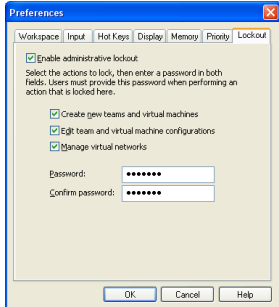 Preferences
Workspace Input Hot Keys Display Memory Priority Lockout
Enable administrative lockout
Select the actions to lock, then enter a password in both
fields. Users must provide this password when performing an
action that is locked here.
Create new teams and virtual machines
Edit team and virtual machine configurations
Manage virtual networks
Password: •••••••
Confirm password: •••••••
OK Cancel Help